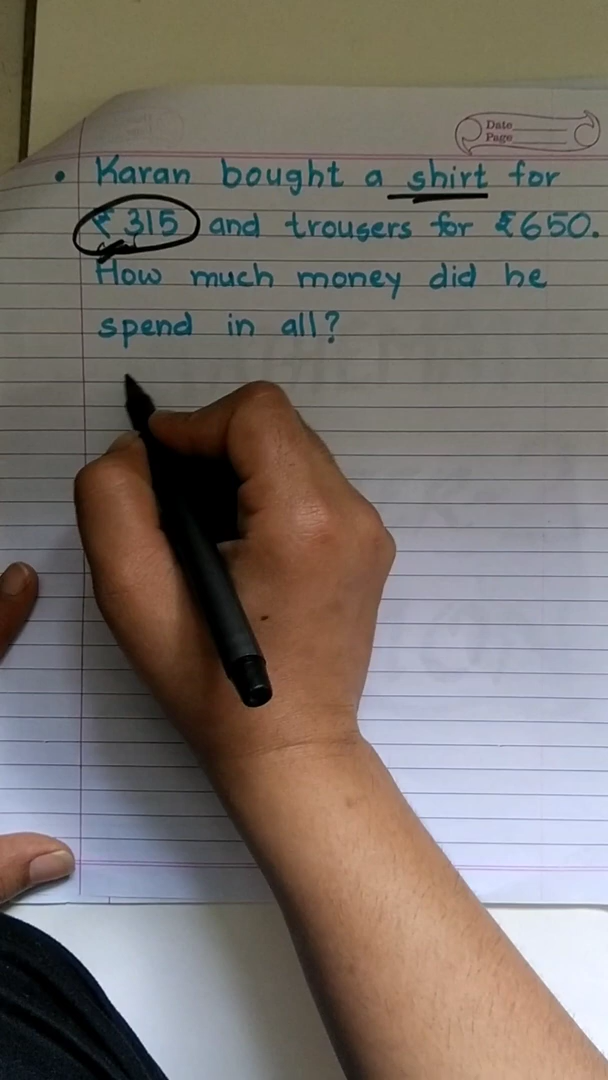 Date
Page
• Karan bought a shirt for
₹ 315 and trousers for ₹650.
How much money did he
spend in all?